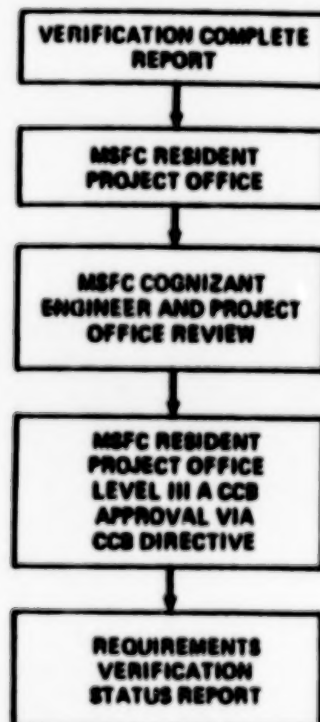 VERIFICATION COMPLETE
REPORT
MSFC RESIDENT
PROJECT OFFICE
MSFC COGNIZANT
ENGINEER AND PROJECT
OFFICE REVIEW
MSFC RESIDENT
PROJECT OFFICE
LEVEL III A CCB
APPROVAL VIA
CCB DIRECTIVE
REQUIREMENTS
VERIFICATION
STATUS REPORT